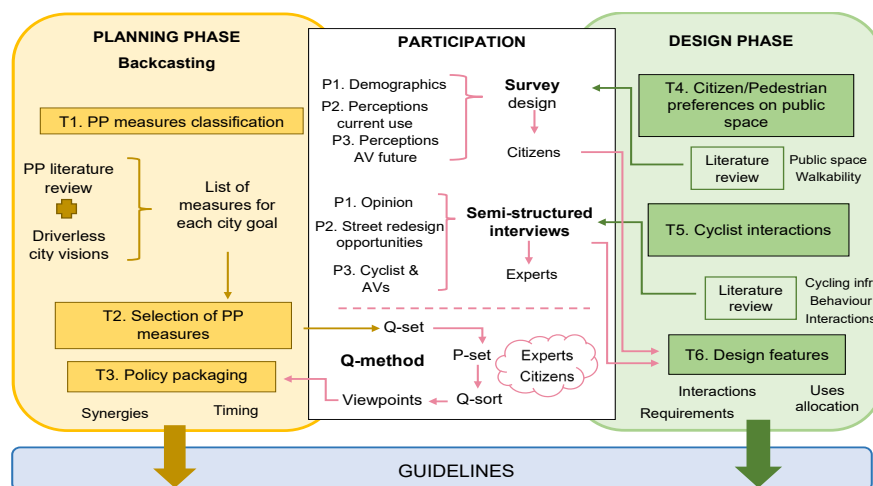 PLANNING PHASE
Backcasting
T1. PP measures classification
PP literature
review
Driverless
city visions
List of
measures for
each city goal
T2. Selection of PP
measures
T3. Policy packaging
Synergies
Timing
PARTICIPATION
P1. Demographics
P2. Perceptions
current use
P3. Perceptions
AV future
Survey
design
Citizens
P1. Opinion
P2. Street redesign
opportunities
P3. Cyclist &
AVs
Semi-structured
interviews
Experts
Q-set
Q-method
P-set
Experts
Citizens
Viewpoints
Q-sort
DESIGN PHASE
T4. Citizen/Pedestrian
preferences on public
space
Literature
review
Public space
Walkability
T5. Cyclist interactions
Literature
review
Cycling infr
Behaviour
Interactions
T6. Design features
Interactions
Requirements
Uses
allocation
GUIDELINES